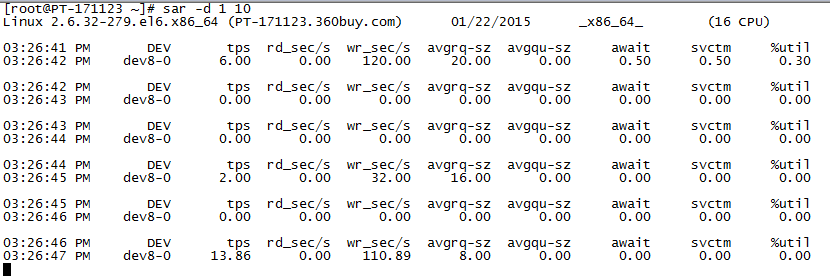 [root@PT-171123 ~]# sar -d 1 10
Linux 2.6.32-279.el6.x86_64 (PT-171123.360buy.com) 01/22/2015 _x86_64_ (16 CPU)
03:26:41 PM DEV tps rd_sec/s wr_sec/s avgrq-sz avgqu-sz await svctm %util
03:26:42 PM dev8-0 6.00 0.00 120.00 20.00 0.00 0.50 0.50 0.30
03:26:42 PM DEV tps rd_sec/s wr_sec/s avgrq-sz avgqu-sz await svctm %util
03:26:43 PM dev8-0 0.00 0.00 0.00 0.00 0.00 0.00 0.00 0.00
03:26:43 PM DEV tps rd_sec/s wr_sec/s avgrq-sz avgqu-sz await svctm %util
03:26:44 PM dev8-0 0.00 0.00 0.00 0.00 0.00 0.00 0.00 0.00
03:26:44 PM DEV tps rd_sec/s wr_sec/s avgrq-sz avgqu-sz await svctm %util
03:26:45 PM dev8-0 2.00 0.00 32.00 16.00 0.00 0.00 0.00 0.00
03:26:45 PM DEV tps rd_sec/s wr_sec/s avgrq-sz avgqu-sz await svctm %util
03:26:46 PM dev8-0 0.00 0.00 0.00 0.00 0.00 0.00 0.00 0.00
03:26:46 PM DEV tps rd_sec/s wr_sec/s avgrq-sz avgqu-sz await svctm %util
03:26:47 PM dev8-0 13.86 0.00 110.89 8.00 0.00 0.00 0.00 0.00